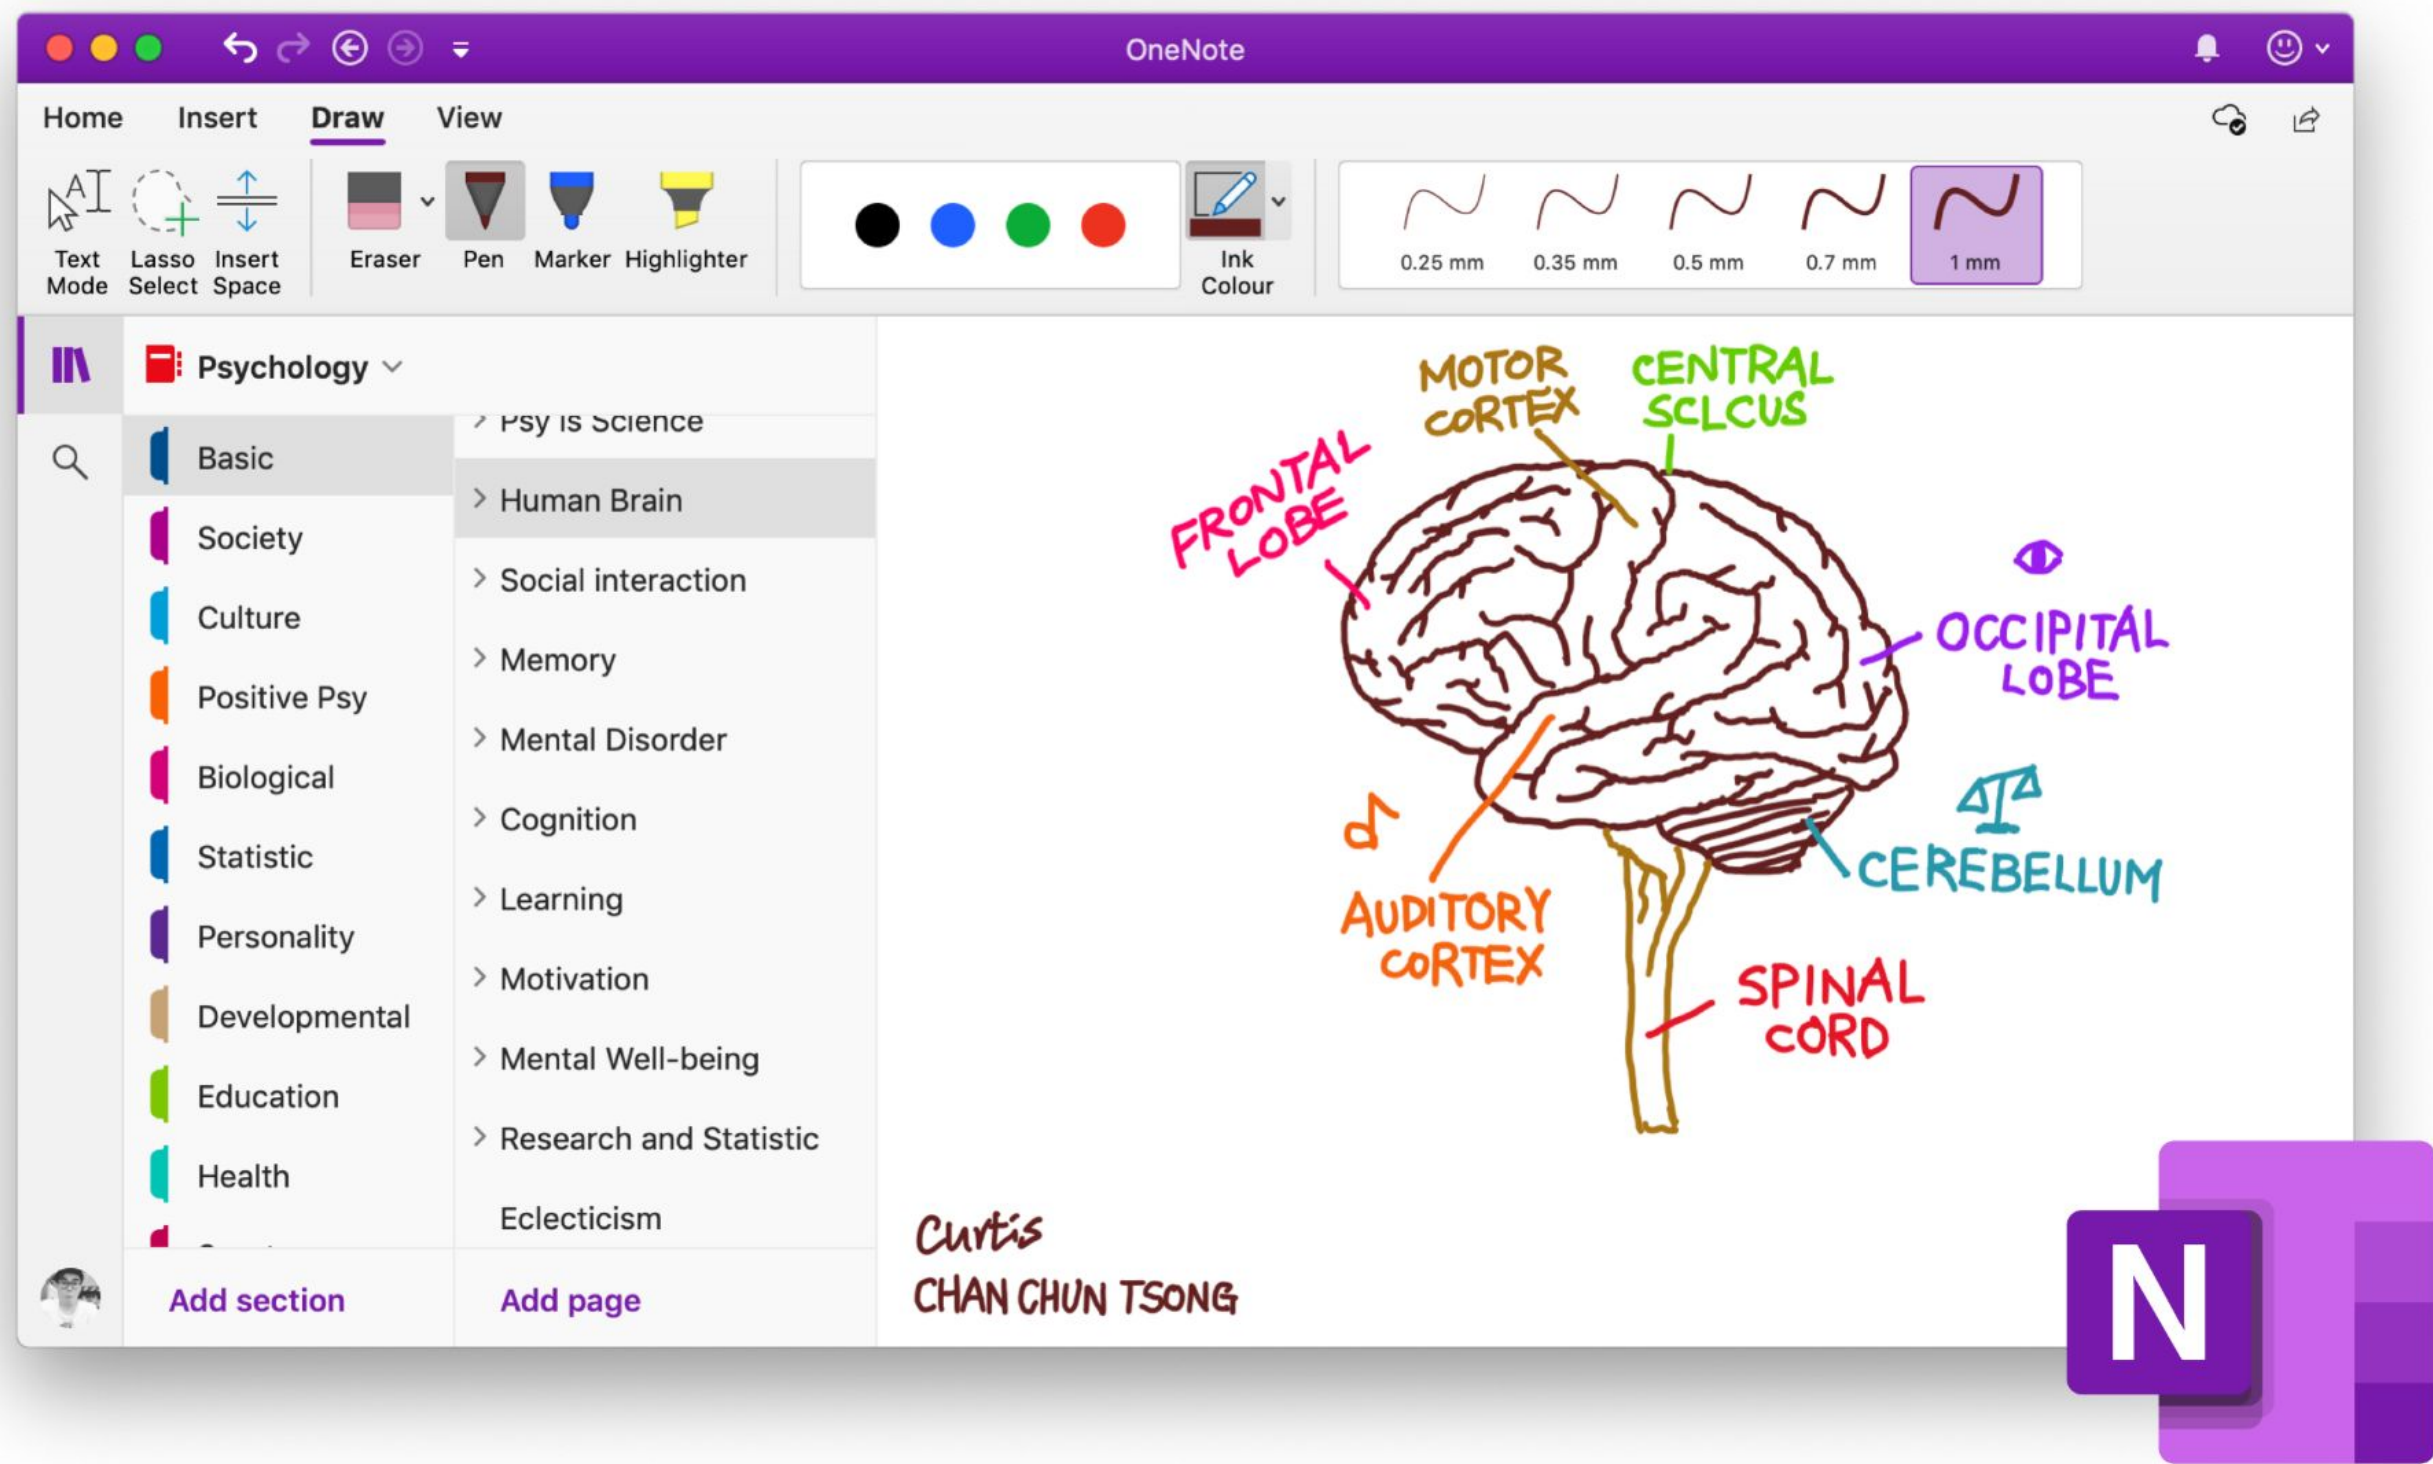 OneNote
Home Insert Draw View
Text Mode
Lasso Select
Insert Space
Eraser
Pen
Marker
Highlighter
Ink Colour
0.25 mm
0.35 mm
0.5 mm
0.7 mm
1 mm
Psychology
Basic
Society
Culture
Positive Psy
Biological
Statistic
Personality
Developmental
Education
Health
Add section
Psy is Science
Human Brain
Social interaction
Memory
Mental Disorder
Cognition
Learning
Motivation
Mental Well-being
Research and Statistic
Eclecticism
Add page
MOTOR
CORTEX
CENTRAL
SCLCUS
FRONTAL
LOBE
OCCIPITAL
LOBE
CEREBELLUM
AUDITORY
CORTEX
SPINAL
CORD
Curtis
CHAN CHUN TSONG
N